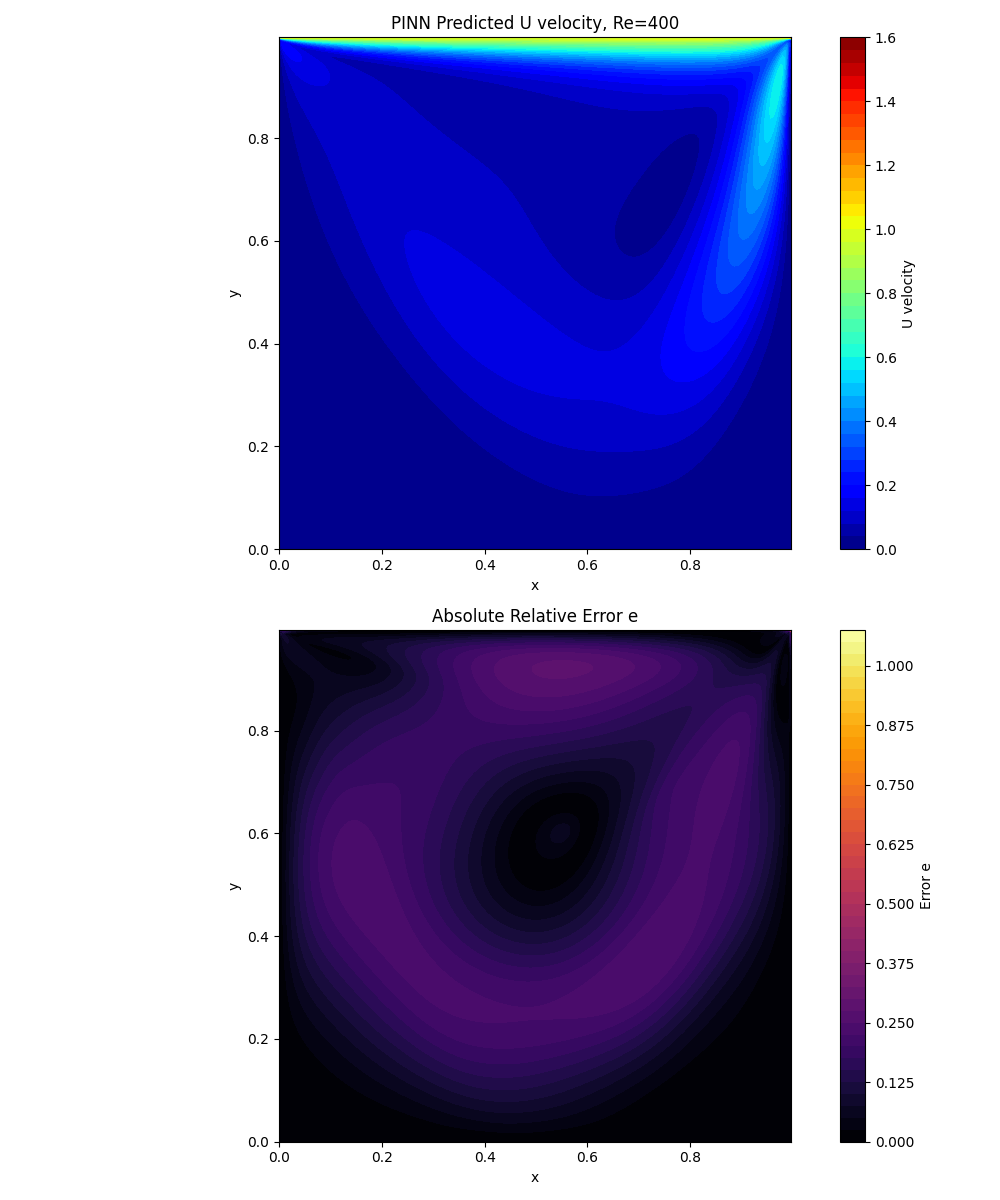 PINN Predicted U velocity, Re=400
1.6
1.4
1.2
1.0
0.8
0.6
0.4
0.2
0.0
U velocity
0.8
0.6
0.4
0.2
0.0
y
0.0 0.2 0.4 0.6 0.8
x
Absolute Relative Error e
1.000
0.875
0.750
0.625
0.500
0.375
0.250
0.125
0.000
Error e
0.8
0.6
0.4
0.2
0.0
y
0.0 0.2 0.4 0.6 0.8
x